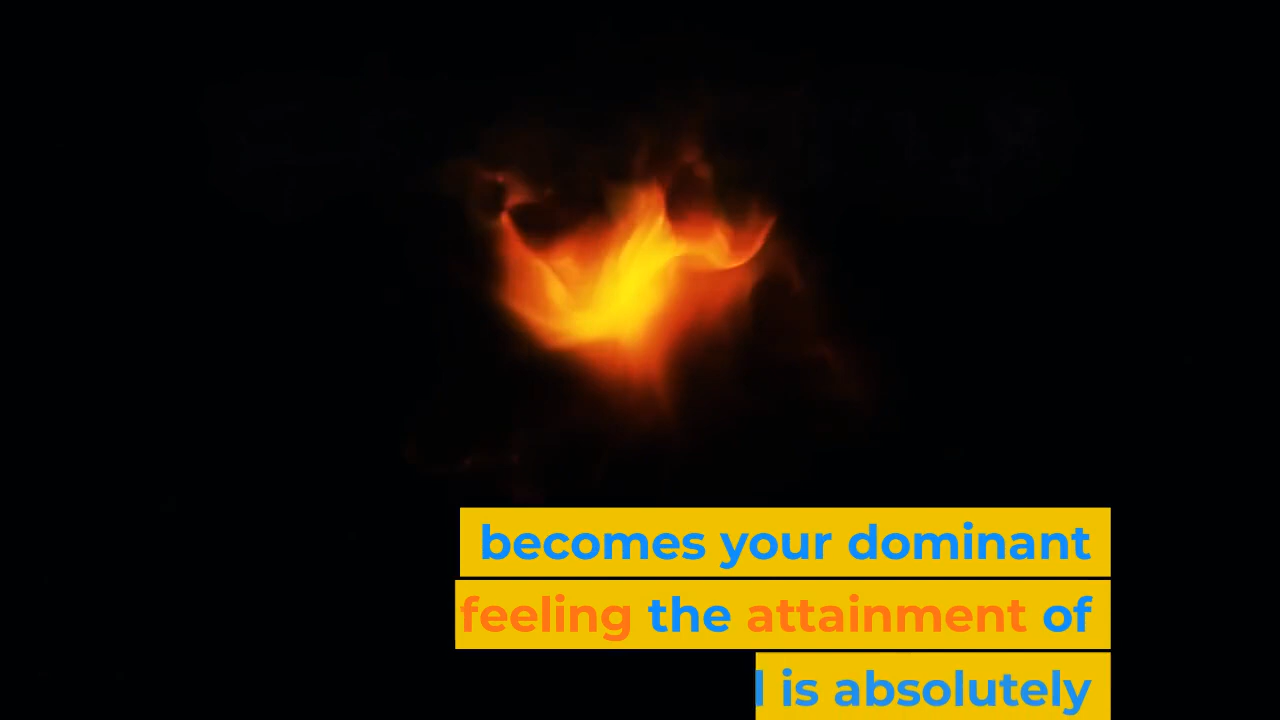 becomes your dominant
feeling the attainment of
is absolutely